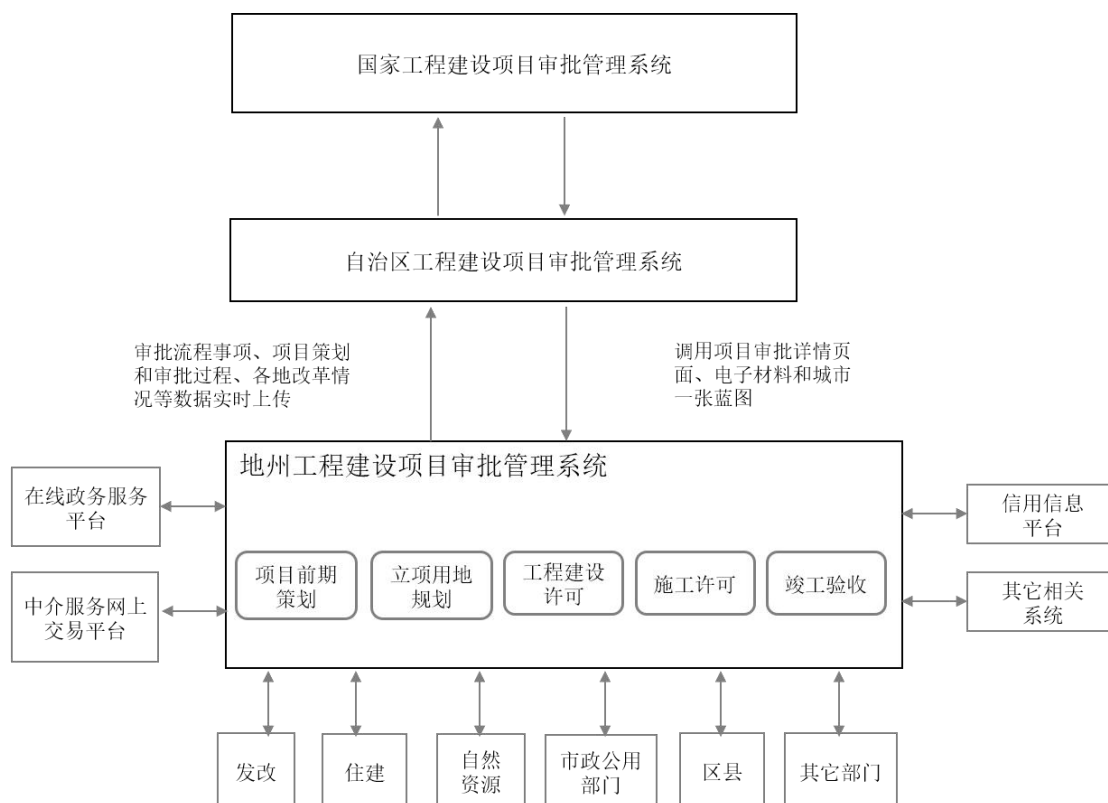 国家工程建设项目审批管理系统
自治区工程建设项目审批管理系统
审批流程事项、项目策划
和审批过程、各地改革情
况等数据实时上传
调用项目审批详情页
面、电子材料和城市
一张蓝图
地州工程建设项目审批管理系统
在线政务服务
平台
中介服务网上
交易平台
项目前期
策划
立项用地
规划
工程建设
许可
施工许可
竣工验收
信用信息
平台
其它相关
系统
发改
住建
自然
资源
市政公用
部门
区县
其它部门